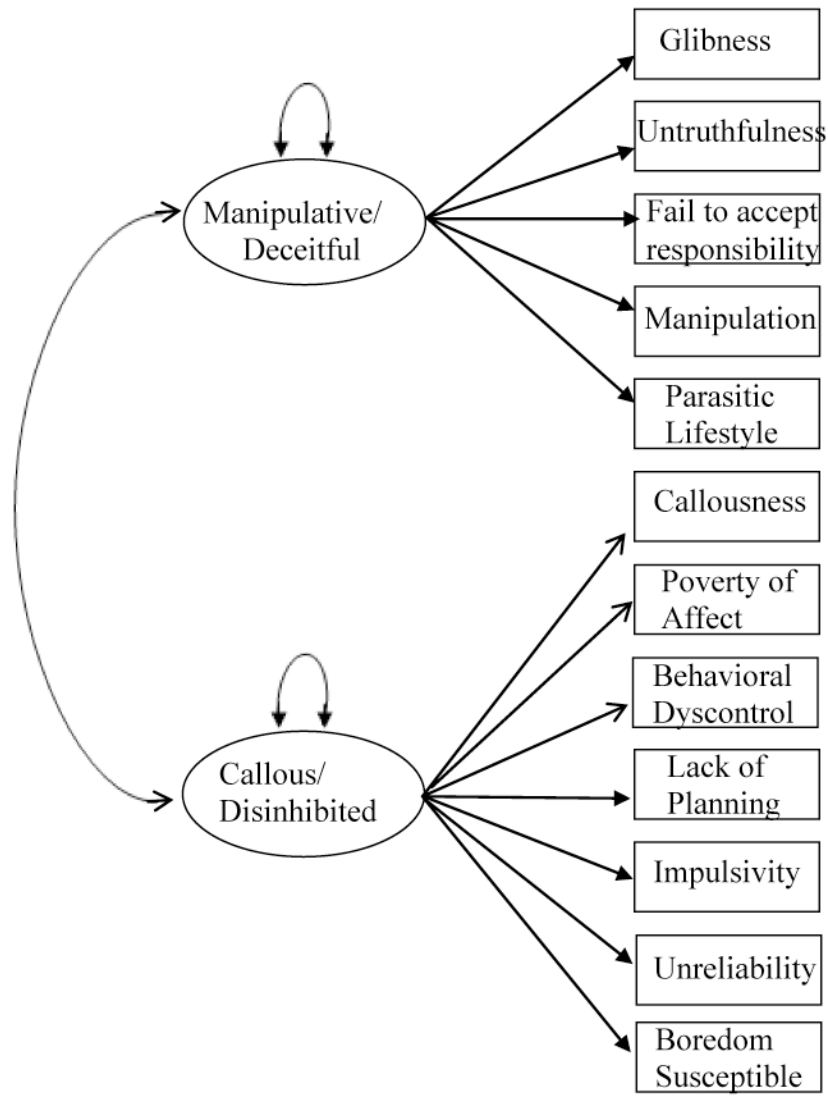 Glibness
Untruthfulness
Manipulative/
Deceitful
Fail to accept
responsibility
Manipulation
Parasitic
Lifestyle
Callousness
Poverty of
Affect
Behavioral
Dyscontrol
Callous/
Disinhibited
Lack of
Planning
Impulsivity
Unreliability
Boredom
Susceptible